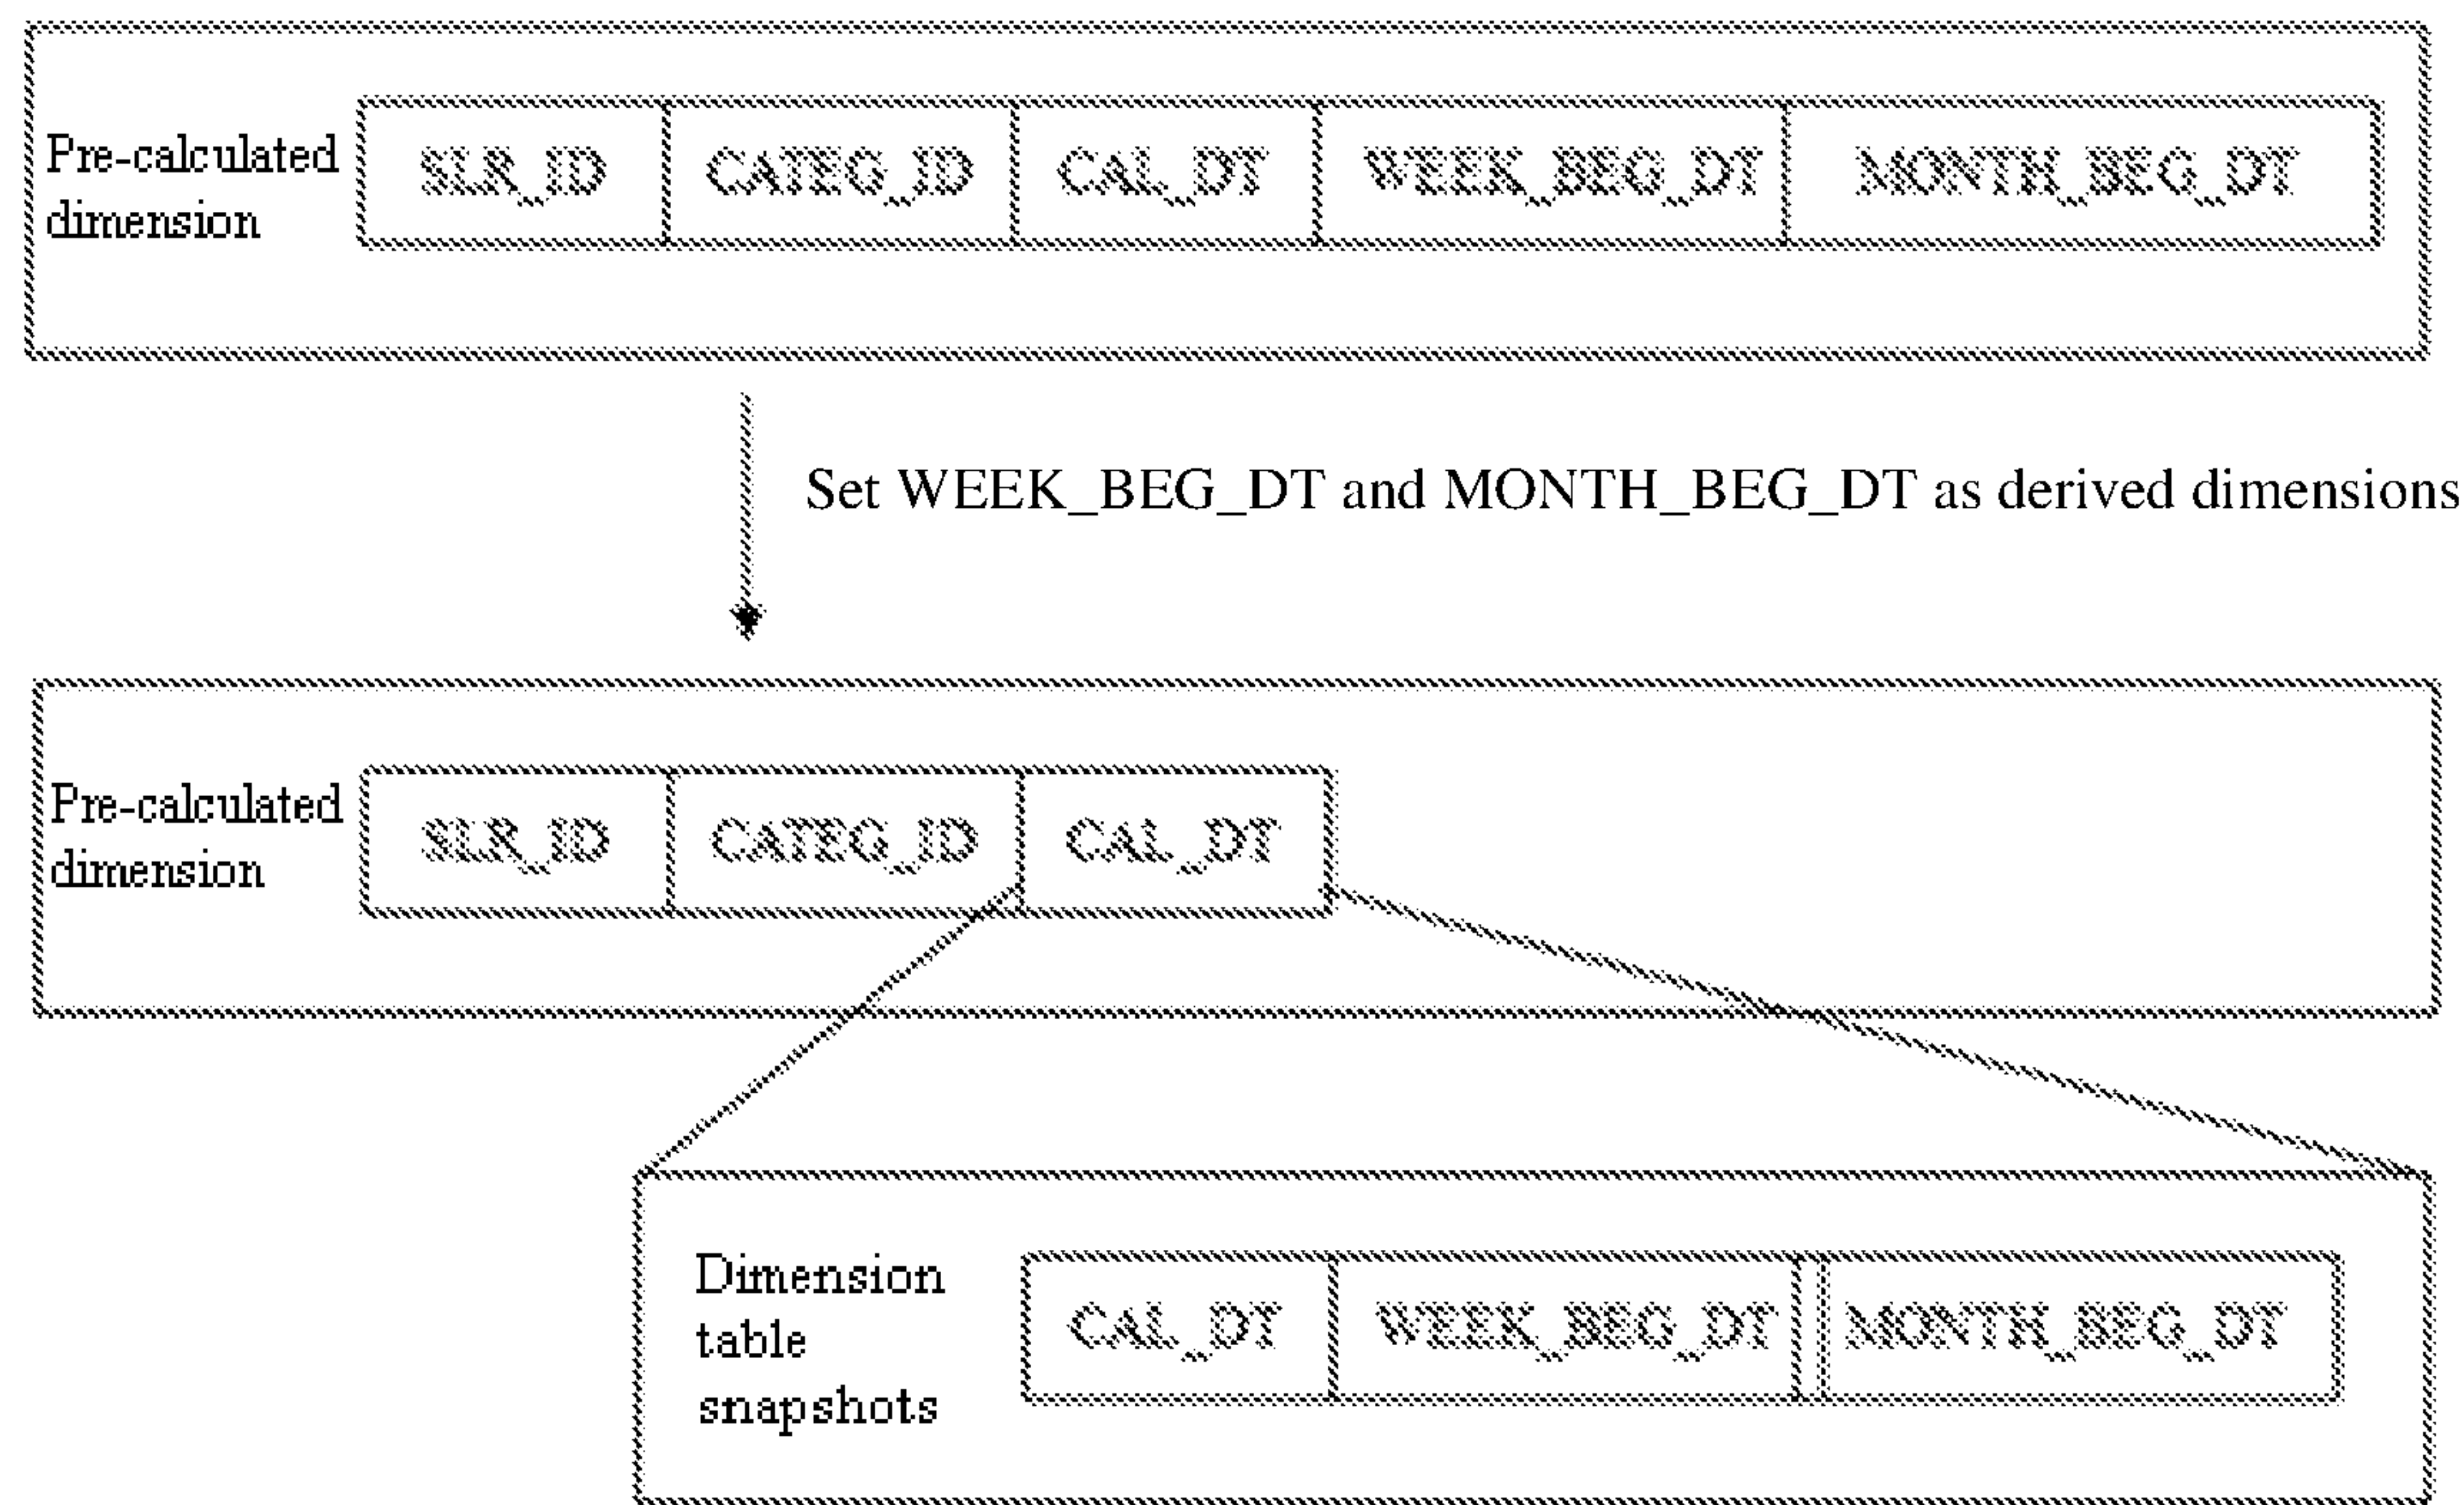 Pre-calculated
dimension
SLR_ID CATEG_ID CAL_DT WEEK_BEG_DT MONTH_BEG_DT
Set WEEK_BEG_DT and MONTH_BEG_DT as derived dimensions
Pre-calculated
dimension
SLR_ID CATEG_ID CAL_DT
Dimension
table
snapshots
CAL_DT WEEK_BEG_DT MONTH_BEG_DT